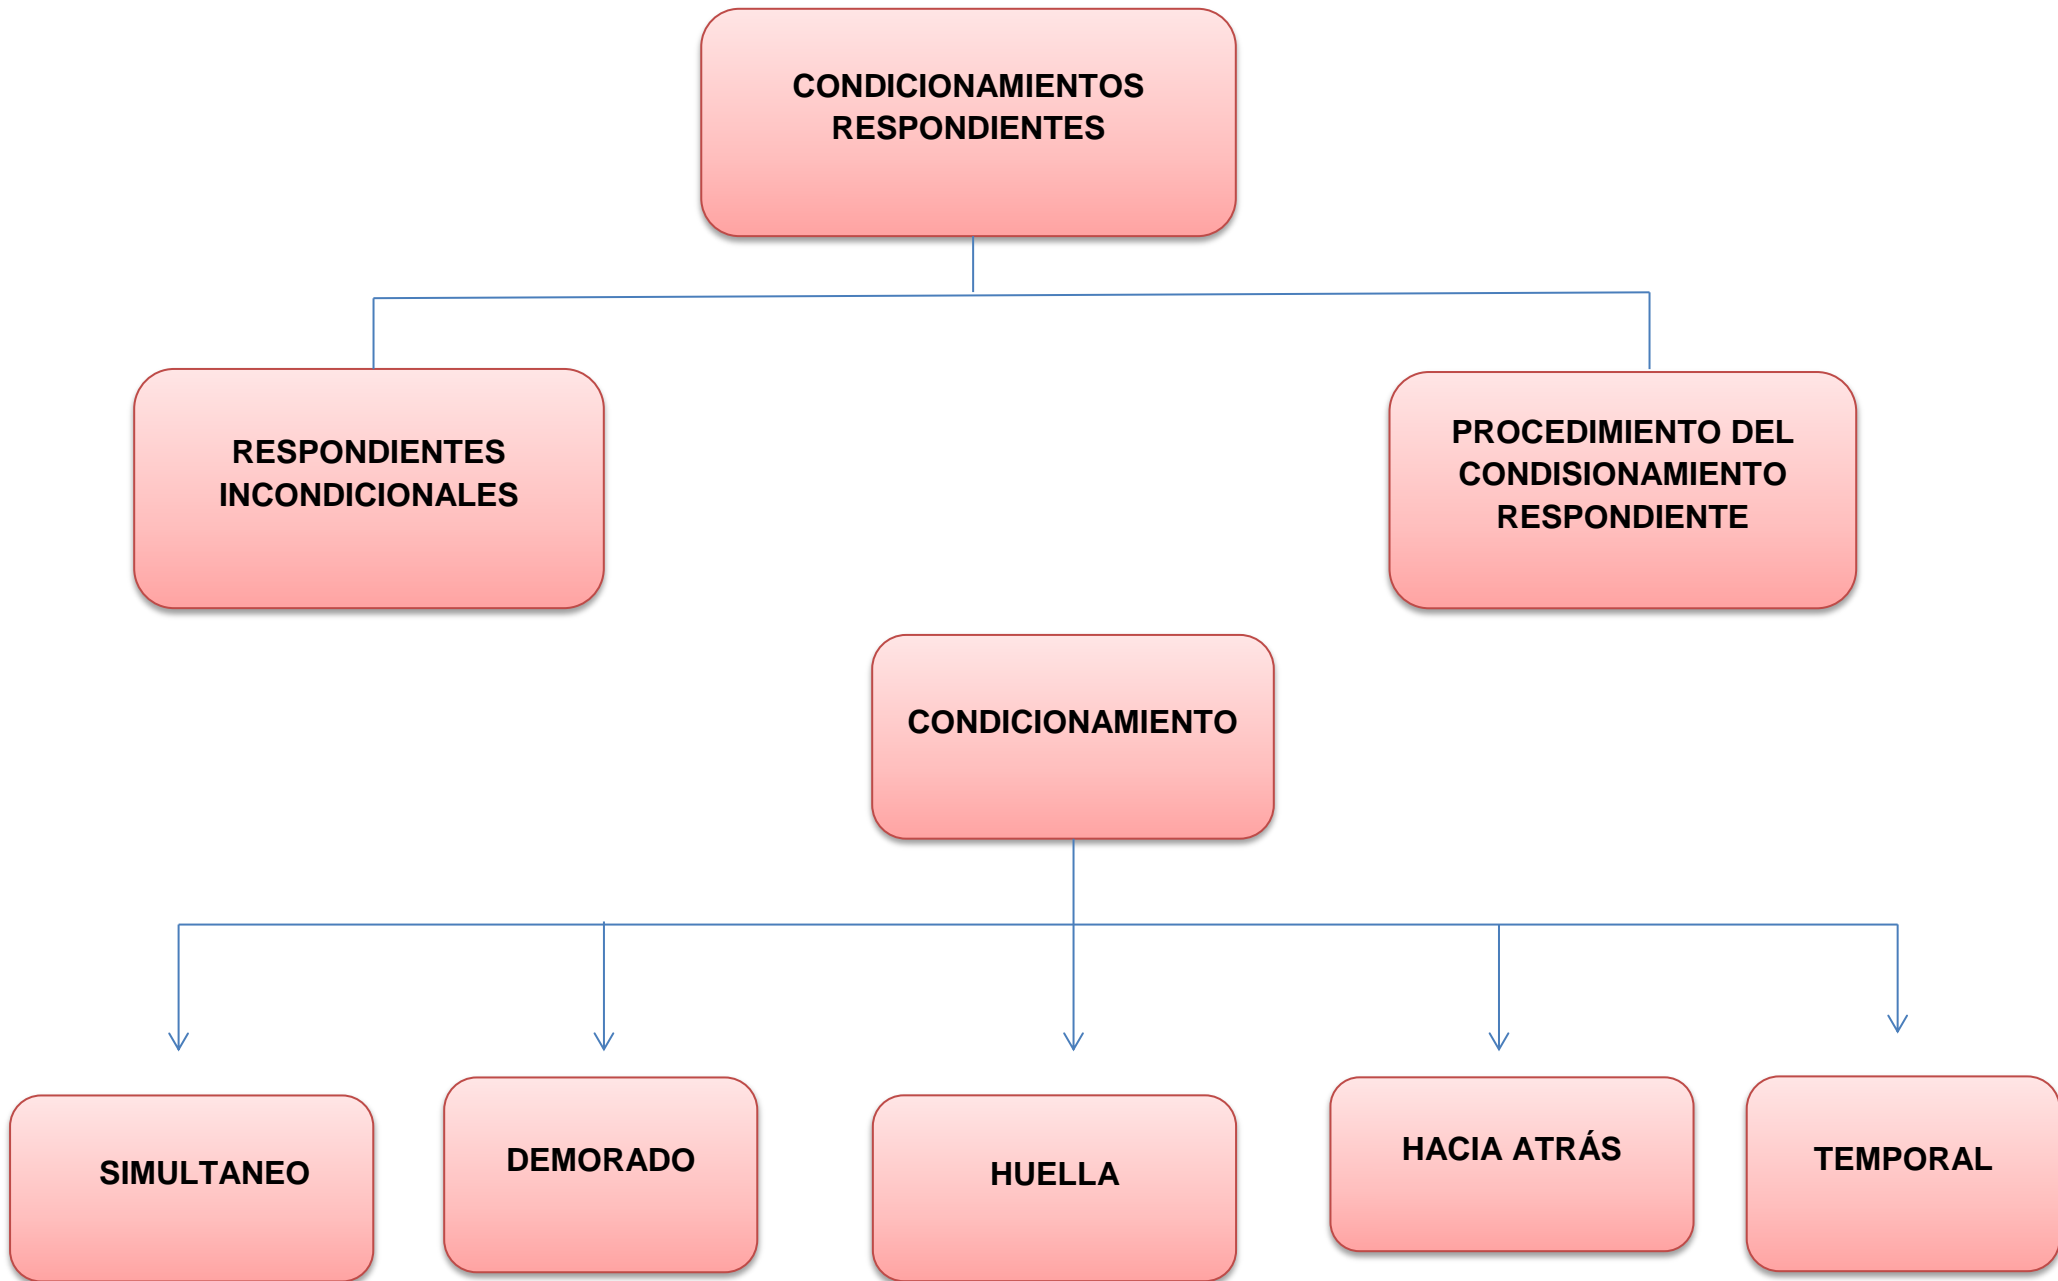 CONDICIONAMIENTOS
RESPONDIENTES
RESPONDIENTES
INCONDICIONALES
PROCEDIMIENTO DEL
CONDISIONAMIENTO
RESPONDIENTE
CONDICIONAMIENTO
SIMULTANEO
DEMORADO
HUELLA
HACIA ATRÁS
TEMPORAL